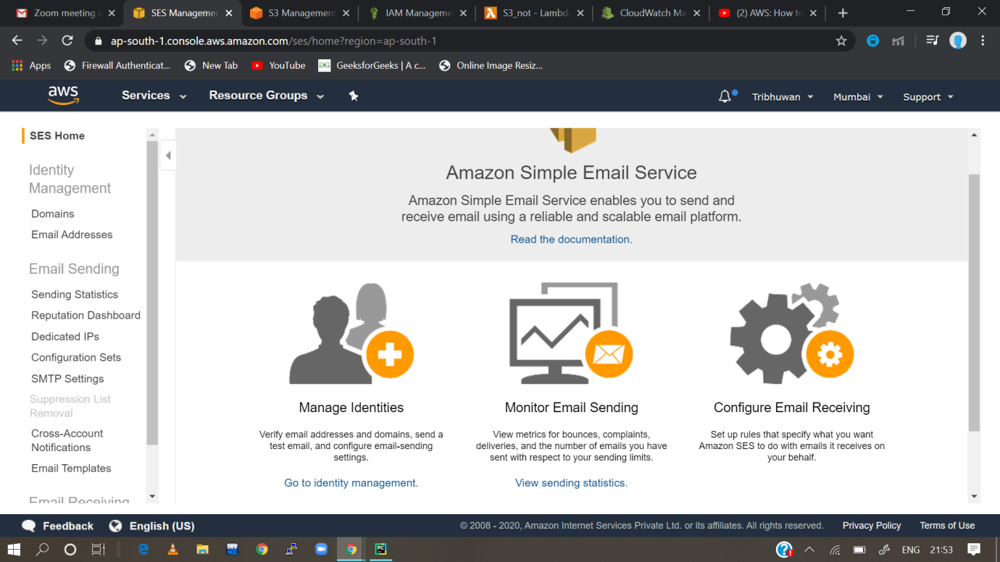 Zoom meeting i
SES Managemen
S3 Management
IAM Manageme
S3_not - Lambd
CloudWatch Ma
(2) AWS: How to
ap-south-1.console.aws.amazon.com/ses/home?region=ap-south-1
Apps
Firewall Authenticat...
New Tab
YouTube
GeeksforGeeks | A c...
Online Image Resiz...
aws
Services
Resource Groups
Tribhuwan
Mumbai
Support
SES Home
Identity
Management
Domains
Email Addresses
Email Sending
Sending Statistics
Reputation Dashboard
Dedicated IPs
Configuration Sets
SMTP Settings
Suppression List
Removal
Cross-Account
Notifications
Email Templates
Email Receiving
Amazon Simple Email Service
Amazon Simple Email Service enables you to send and
receive email using a reliable and scalable email platform.
Read the documentation.
Manage Identities
Verify email addresses and domains, send a
test email, and configure email-sending
settings.
Go to identity management.
Monitor Email Sending
View metrics for bounces, complaints,
deliveries, and the number of emails you have
sent with respect to your sending limits.
View sending statistics.
Configure Email Receiving
Set up rules that specify what you want
Amazon SES to do with emails it receives on
your behalf.
Feedback
English (US)
© 2008 - 2020, Amazon Internet Services Private Ltd. or its affiliates. All rights reserved.
Privacy Policy
Terms of Use
DEV
PC
ENG
21:53